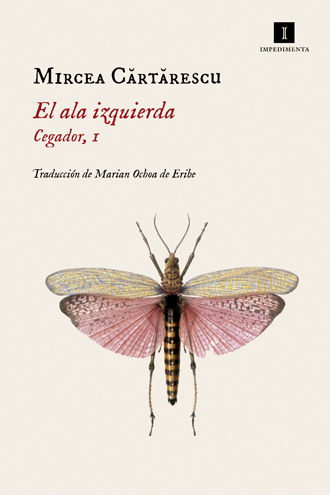 I
IMPEDIMENTA
Mircea Cărtărescu
El ala izquierda
Cegador, 1
Traducción de Marian Ochoa de Eribe